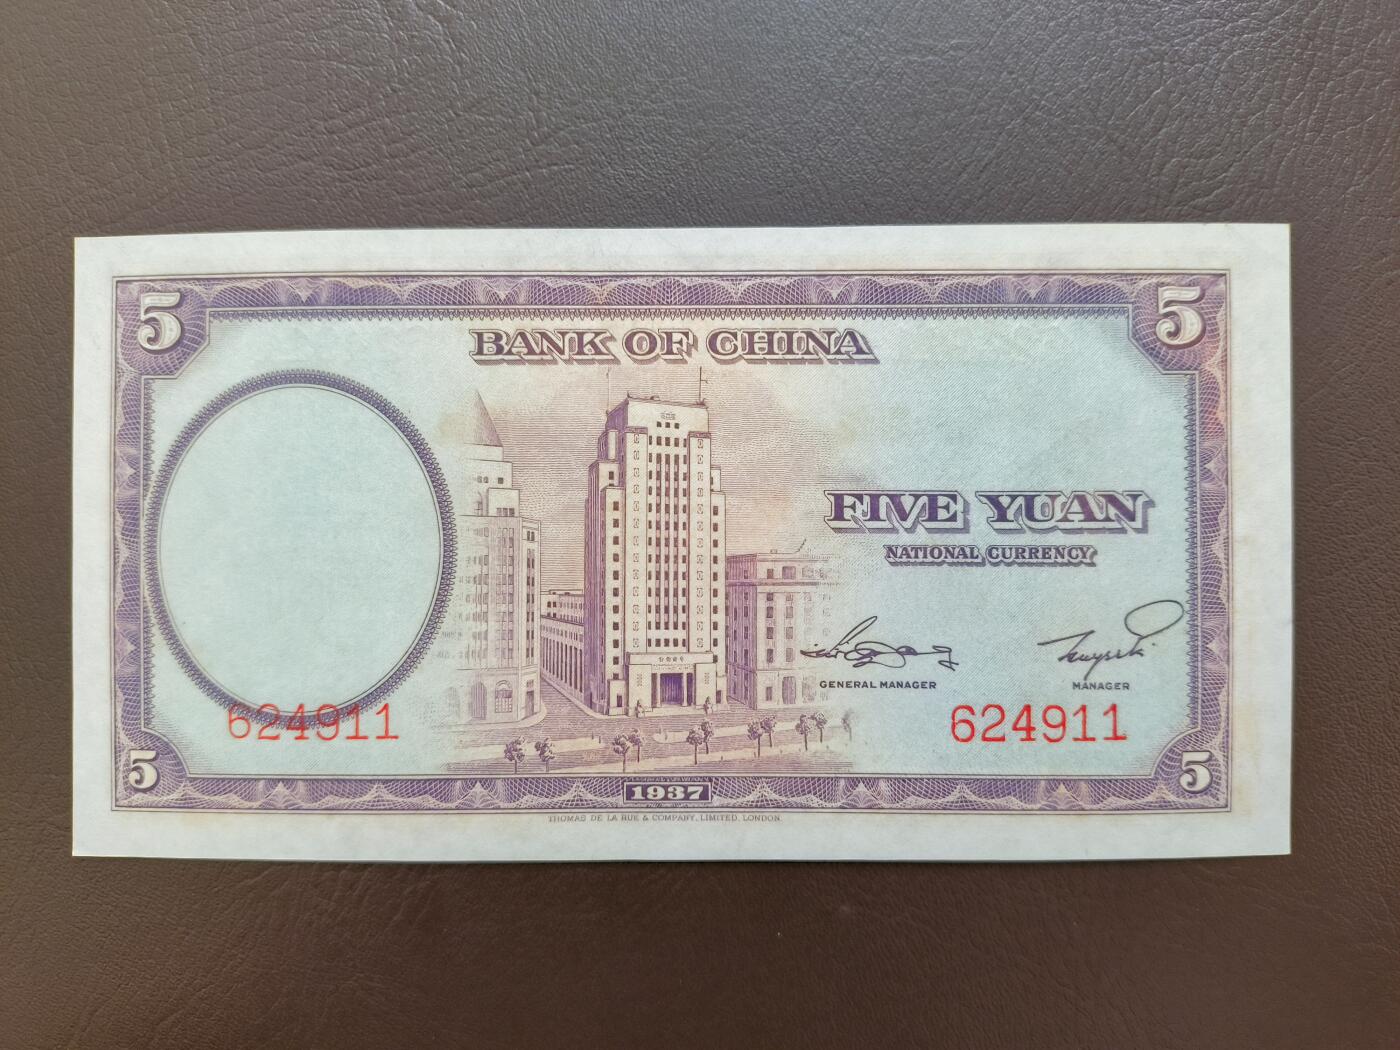 5 5
BANK OF CHINA
FIVE YUAN
NATIONAL CURRENCY
GENERAL MANAGER MANAGER
624911 624911
5 5
1937
THOMAS DE LA RUE & COMPANY, LIMITED, LONDON.